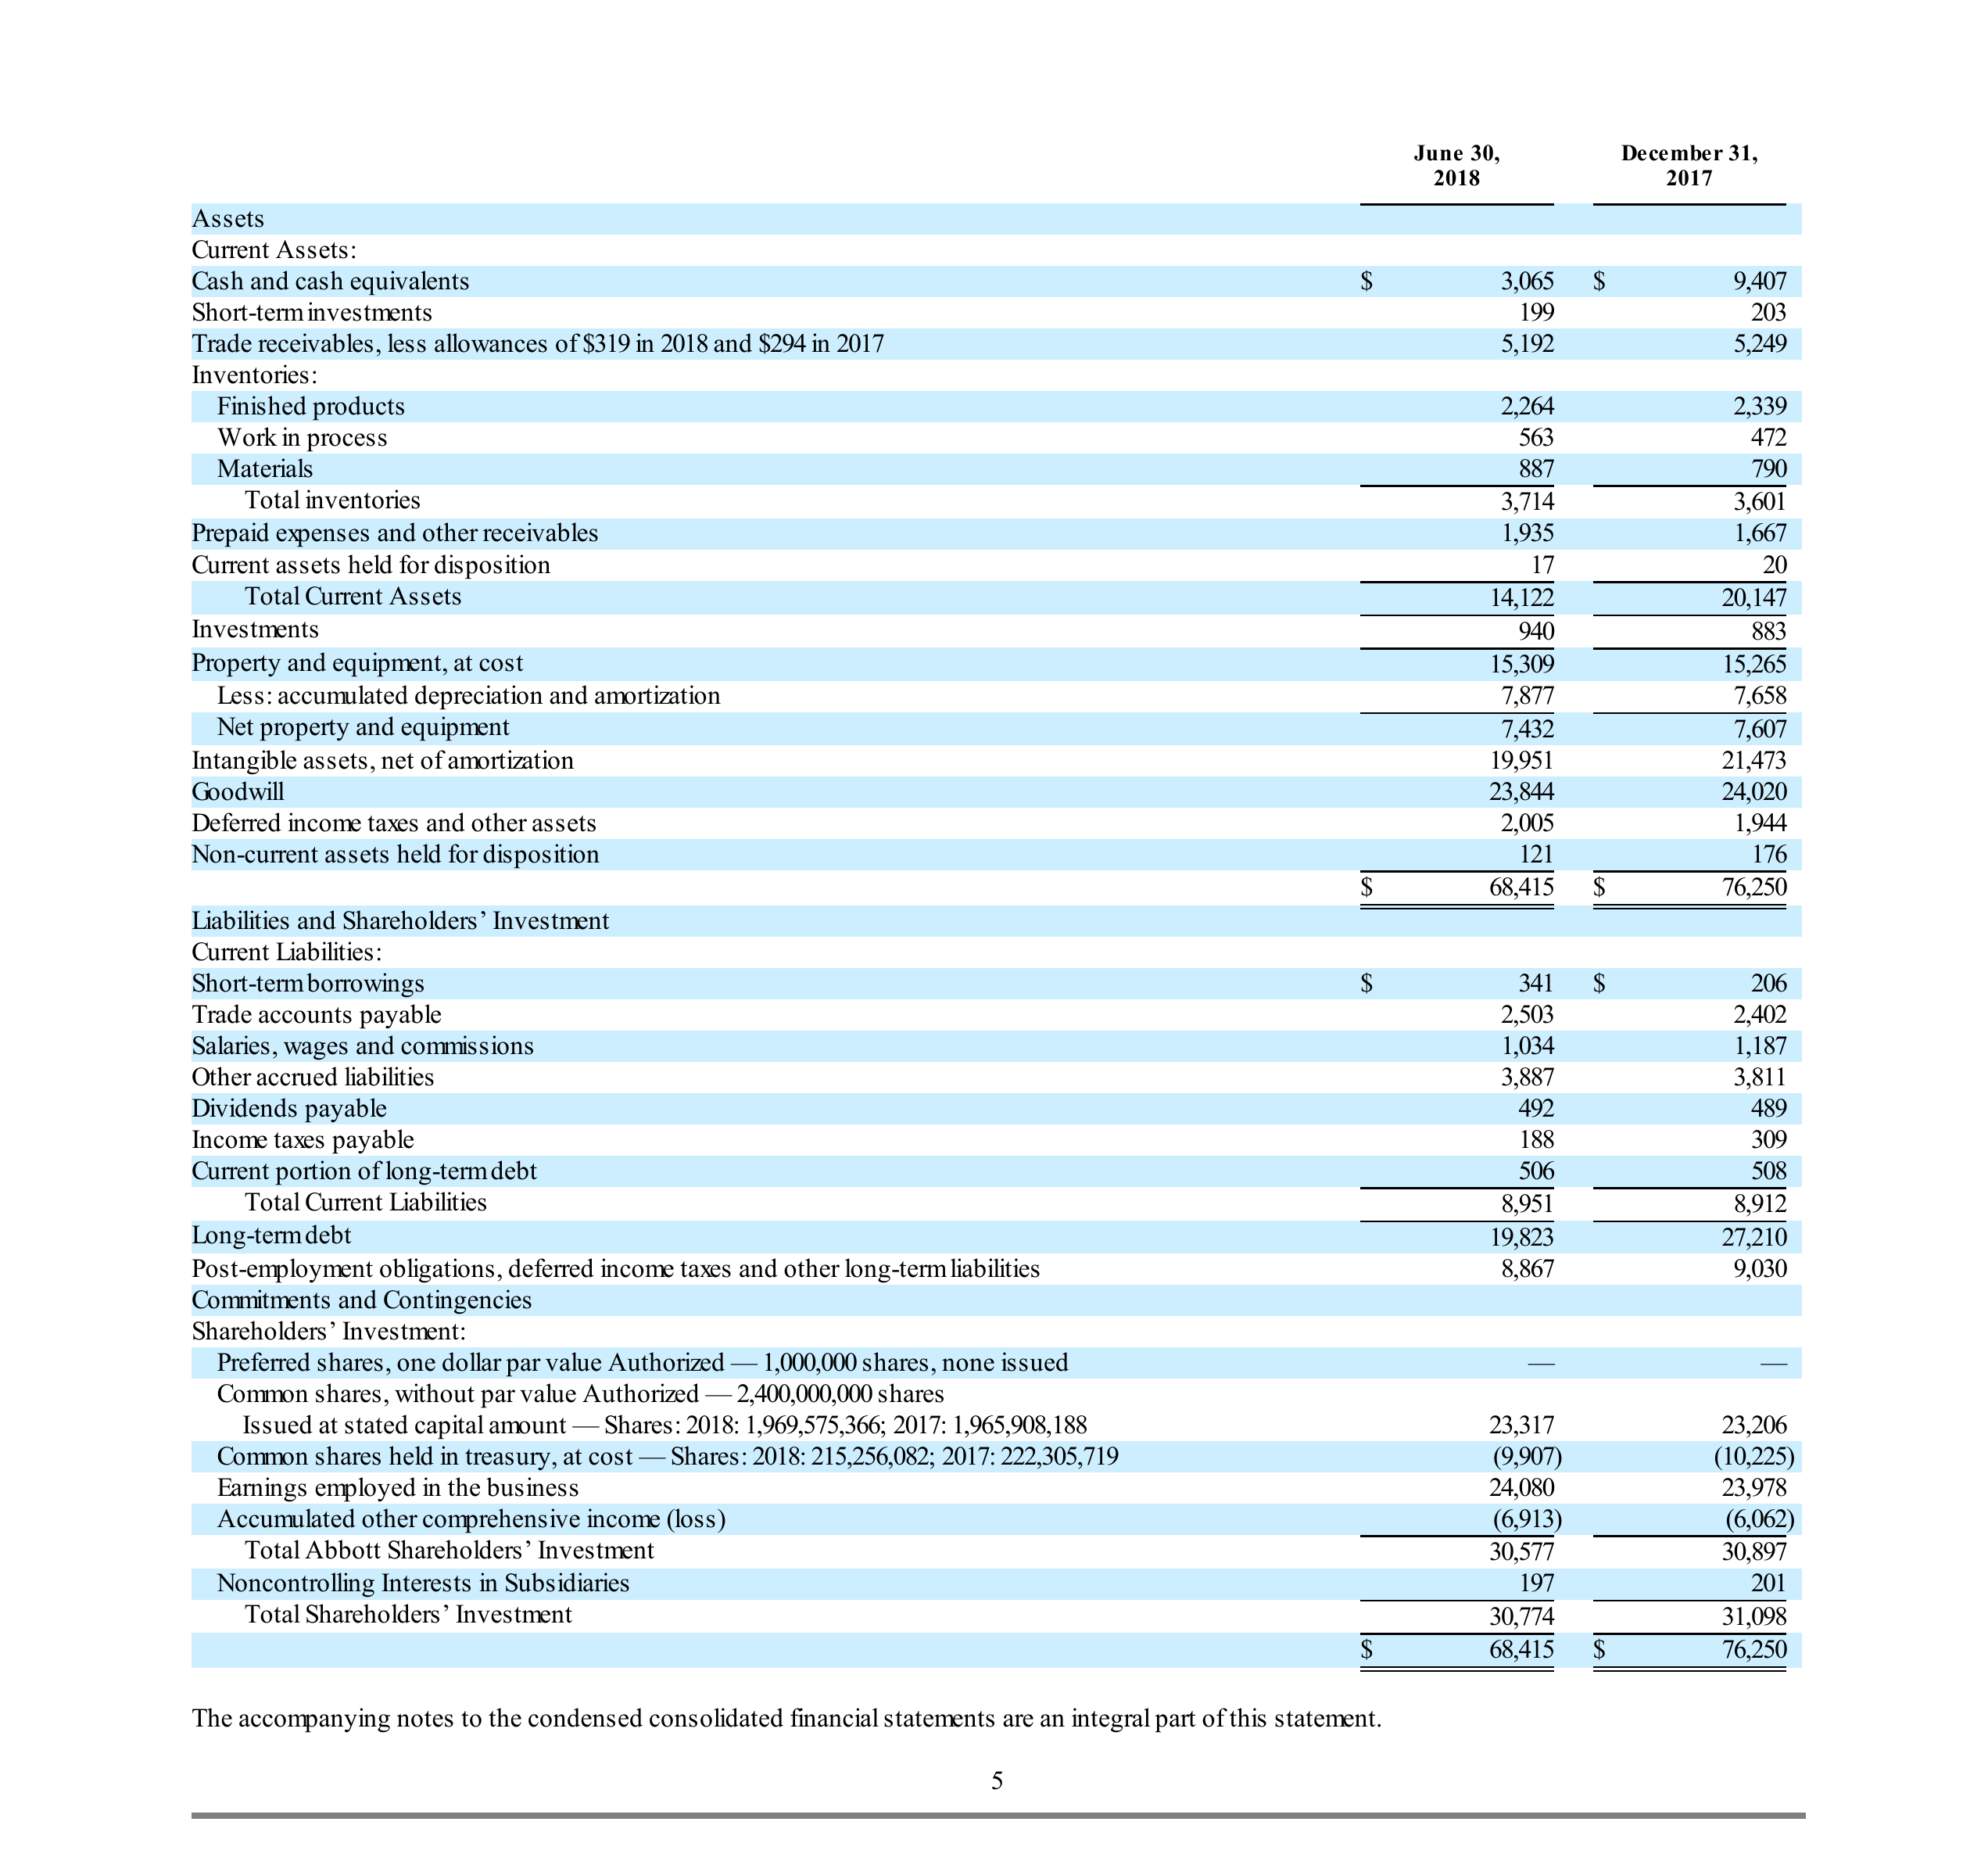 June 30, 2018 December 31, 2017
Assets
Current Assets:
Cash and cash equivalents $ 3,065 $ 9,407
Short-term investments 199 203
Trade receivables, less allowances of $319 in 2018 and $294 in 2017 5,192 5,249
Inventories:
Finished products 2,264 2,339
Work in process 563 472
Materials 887 790
Total inventories 3,714 3,601
Prepaid expenses and other receivables 1,935 1,667
Current assets held for disposition 17 20
Total Current Assets 14,122 20,147
Investments 940 883
Property and equipment, at cost 15,309 15,265
Less: accumulated depreciation and amortization 7,877 7,658
Net property and equipment 7,432 7,607
Intangible assets, net of amortization 19,951 21,473
Goodwill 23,844 24,020
Deferred income taxes and other assets 2,005 1,944
Non-current assets held for disposition 121 176
$ 68,415 $ 76,250
Liabilities and Shareholders’ Investment
Current Liabilities:
Short-term borrowings $ 341 $ 206
Trade accounts payable 2,503 2,402
Salaries, wages and commissions 1,034 1,187
Other accrued liabilities 3,887 3,811
Dividends payable 492 489
Income taxes payable 188 309
Current portion of long-term debt 506 508
Total Current Liabilities 8,951 8,912
Long-term debt 19,823 27,210
Post-employment obligations, deferred income taxes and other long-term liabilities 8,867 9,030
Commitments and Contingencies
Shareholders’ Investment:
Preferred shares, one dollar par value Authorized — 1,000,000 shares, none issued — —
Common shares, without par value Authorized — 2,400,000,000 shares
Issued at stated capital amount — Shares: 2018: 1,969,575,366; 2017: 1,965,908,188 23,317 23,206
Common shares held in treasury, at cost — Shares: 2018: 215,256,082; 2017: 222,305,719 (9,907) (10,225)
Earnings employed in the business 24,080 23,978
Accumulated other comprehensive income (loss) (6,913) (6,062)
Total Abbott Shareholders’ Investment 30,577 30,897
Noncontrolling Interests in Subsidiaries 197 201
Total Shareholders’ Investment 30,774 31,098
$ 68,415 $ 76,250
The accompanying notes to the condensed consolidated financial statements are an integral part of this statement.
5